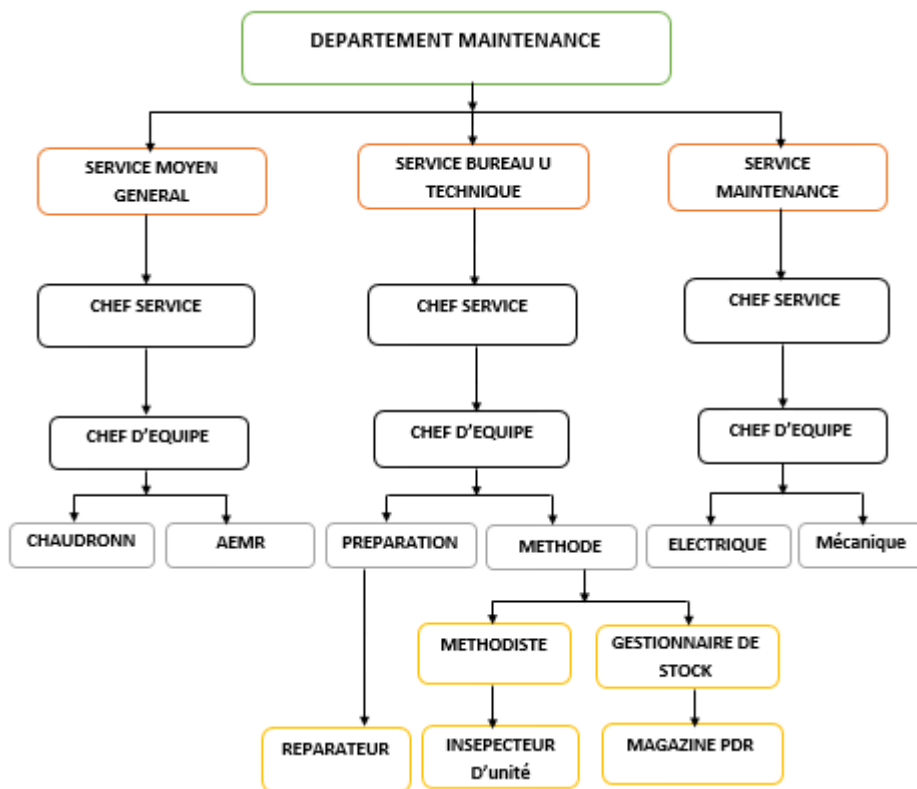 DEPARTEMENT MAINTENANCE
SERVICE MOYEN
GENERAL
SERVICE BUREAU U
TECHNIQUE
SERVICE
MAINTENANCE
CHEF SERVICE
CHEF SERVICE
CHEF SERVICE
CHEF D’EQUIPE
CHEF D’EQUIPE
CHEF D’EQUIPE
CHAUDRONN
AEMR
PREPARATION
METHODE
ELECTRIQUE
Mécanique
METHODISTE
GESTIONNAIRE DE
STOCK
REPARATEUR
INSEPECTEUR
D’unité
MAGAZINE PDR